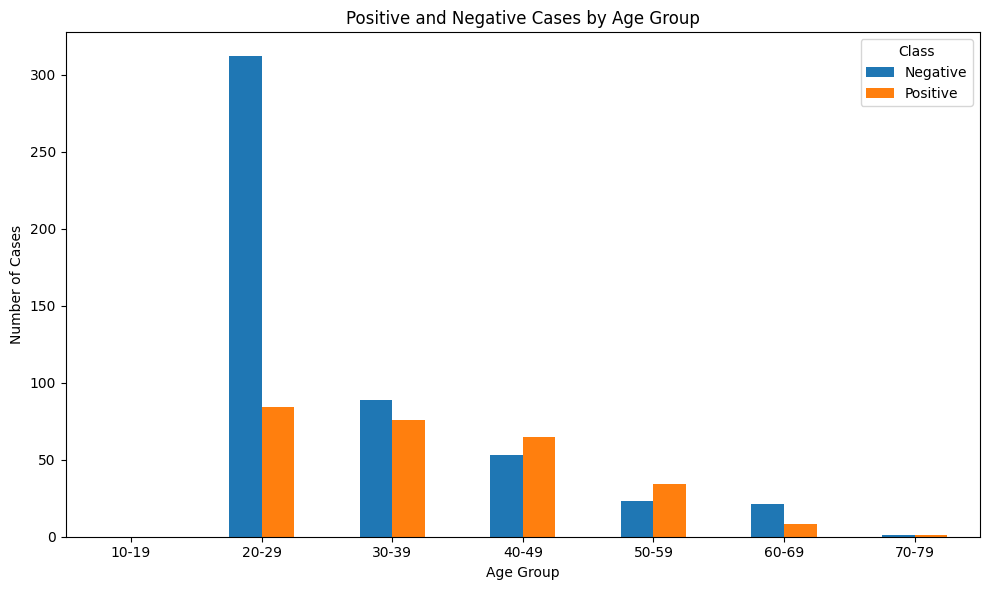 Positive and Negative Cases by Age Group
Class
Negative
Positive
Number of Cases
300
250
200
150
100
50
0
10-19
20-29
30-39
40-49
50-59
60-69
70-79
Age Group